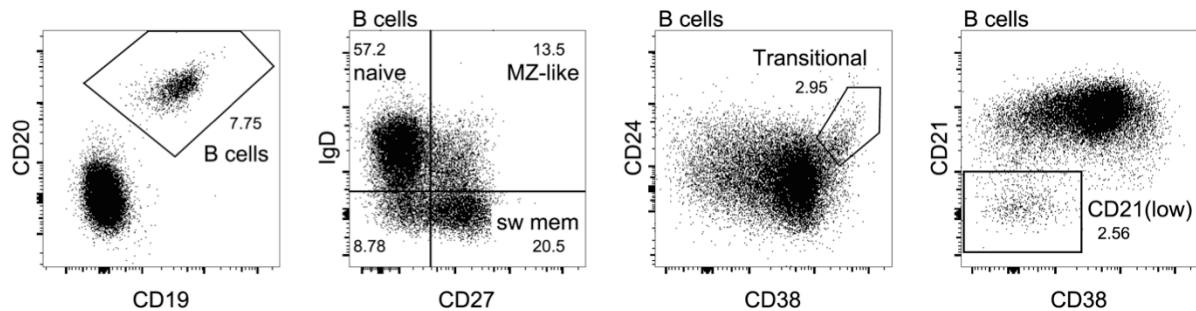 CD20
7.75
B cells
CD19
B cells
57.2
naive
13.5
MZ-like
IgD
8.78
sw mem
20.5
CD27
B cells
Transitional
2.95
CD24
CD38
B cells
CD21
CD21(low)
2.56
CD38